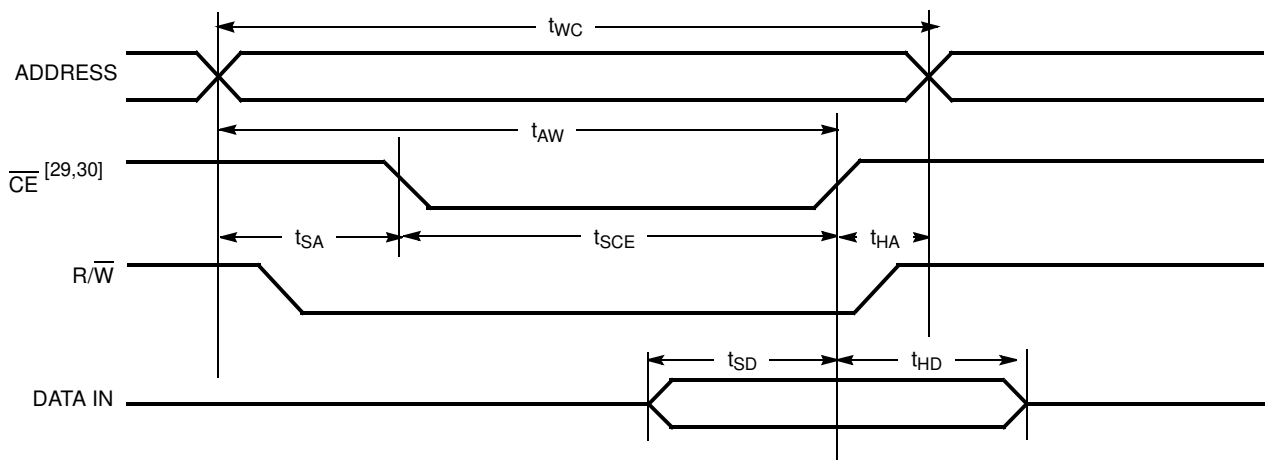 tWC
ADDRESS
tAW
CE [29,30]
tSA
tSCE
tHA
R/W
tSD
tHD
DATA IN